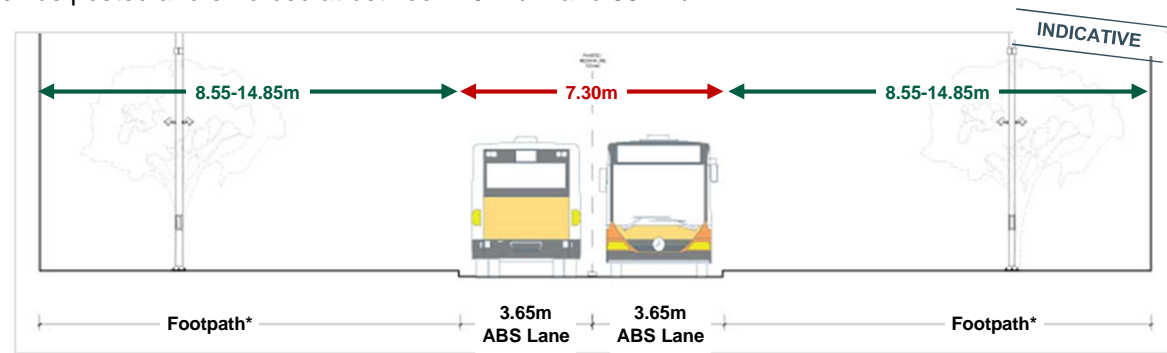 INDICATIVE
8.55-14.85m
7.30m
8.55-14.85m
Footpath*
3.65m
ABS Lane
3.65m
ABS Lane
Footpath*